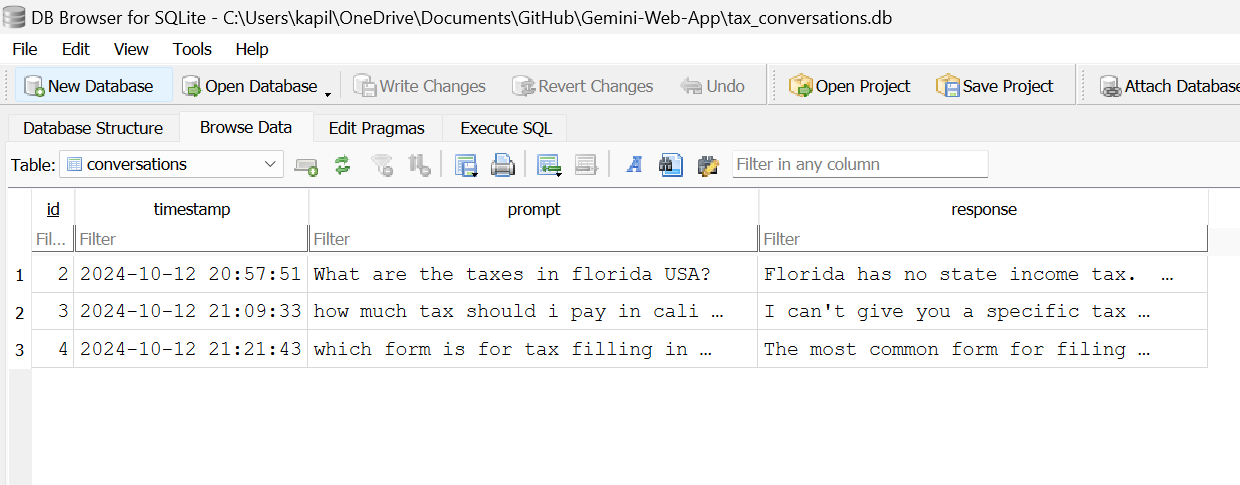 DB Browser for SQLite - C:\Users\kapil\OneDrive\Documents\GitHub\Gemini-Web-App\tax_conversations.db
File Edit View Tools Help
New Database Open Database Write Changes Revert Changes Undo Open Project Save Project Attach Database
Database Structure Browse Data Edit Pragmas Execute SQL
Table: conversations Filter in any column
id timestamp prompt response
Fil... Filter Filter Filter
1 2 2024-10-12 20:57:51 What are the taxes in florida USA? Florida has no state income tax. …
2 3 2024-10-12 21:09:33 how much tax should i pay in cali … I can't give you a specific tax …
3 4 2024-10-12 21:21:43 which form is for tax filling in … The most common form for filing …